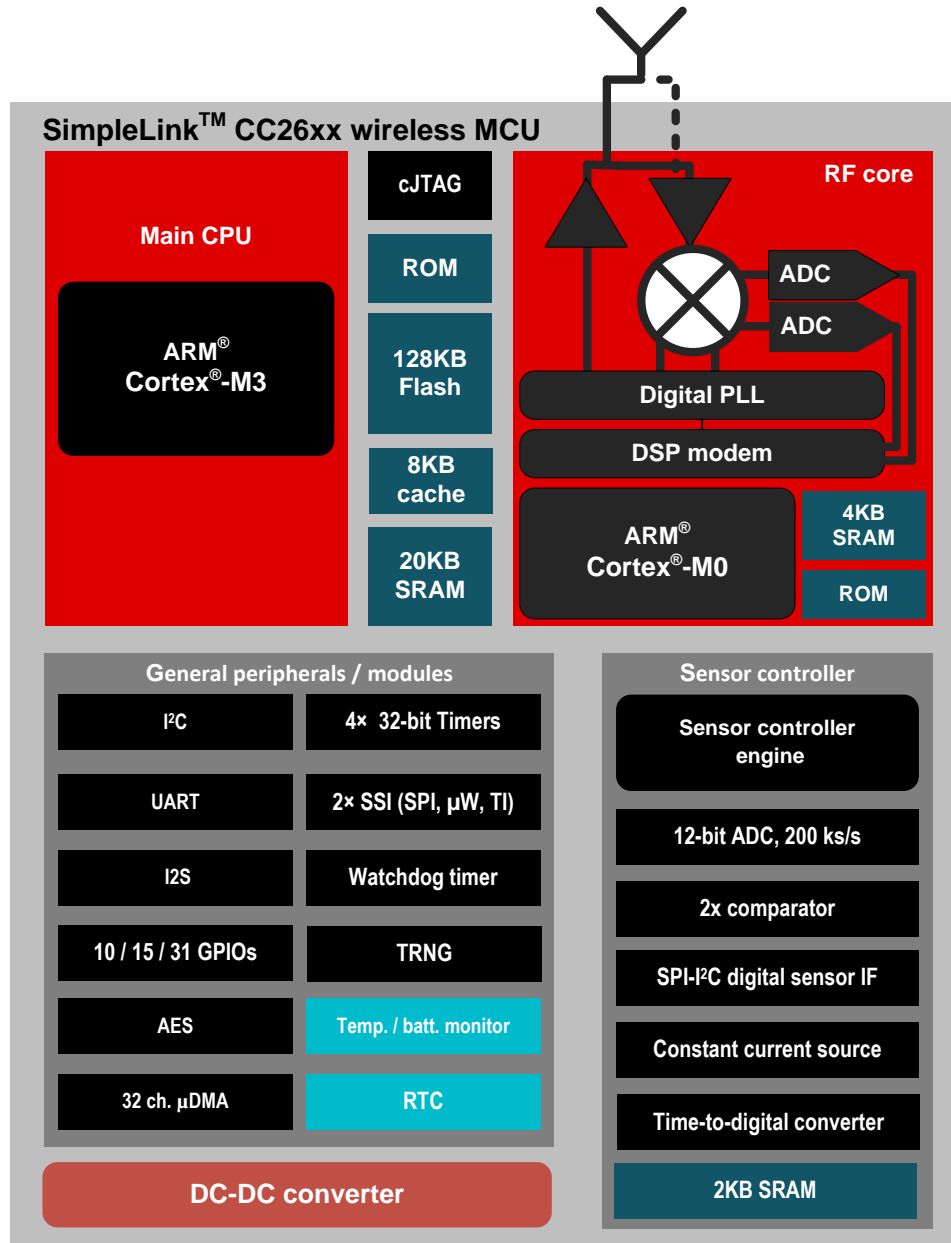 SimpleLink™ CC26xx wireless MCU
Main CPU
ARM®
Cortex®-M3
cJTAG
ROM
128KB
Flash
8KB
cache
20KB
SRAM
RF core
ADC
ADC
Digital PLL
DSP modem
ARM®
Cortex®-M0
4KB
SRAM
ROM
General peripherals / modules
I²C
4× 32-bit Timers
UART
2× SSI (SPI, µW, TI)
I2S
Watchdog timer
10 / 15 / 31 GPIOs
TRNG
AES
Temp. / batt. monitor
32 ch. µDMA
RTC
DC-DC converter
Sensor controller
Sensor controller
engine
12-bit ADC, 200 ks/s
2x comparator
SPI-I²C digital sensor IF
Constant current source
Time-to-digital converter
2KB SRAM